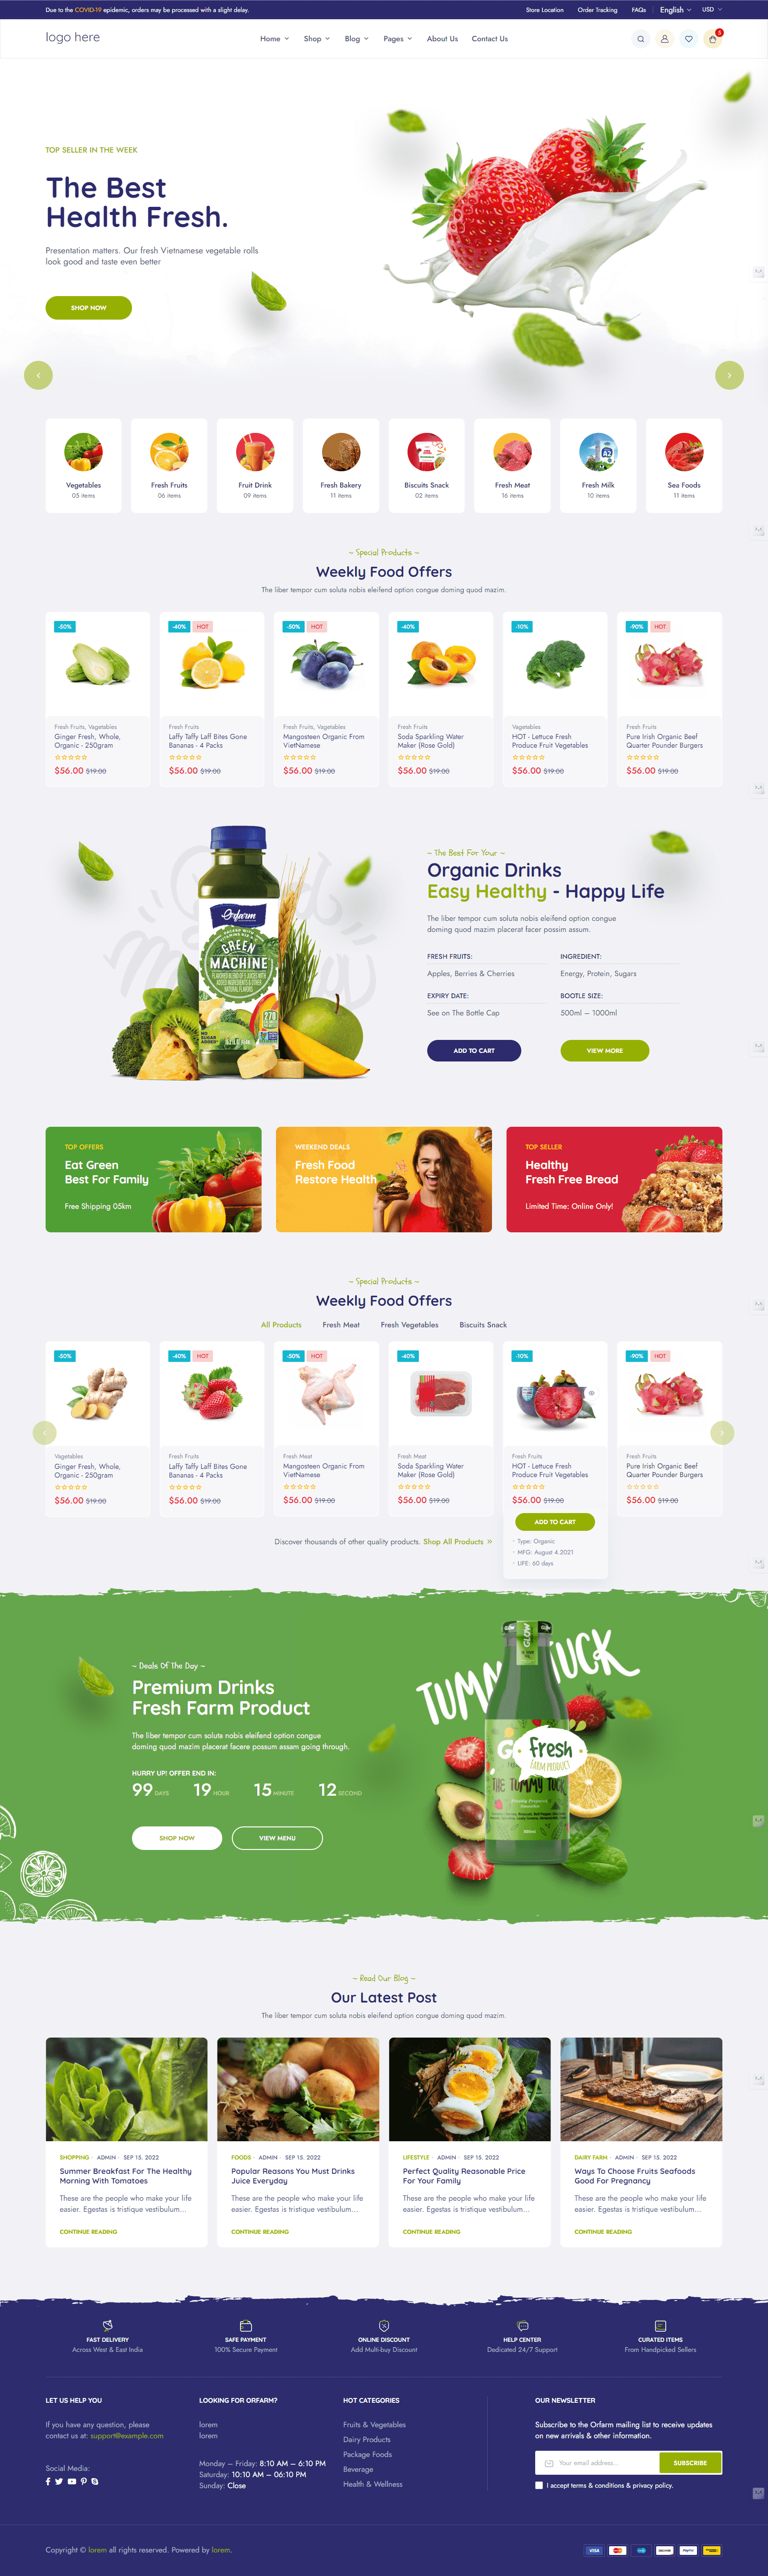 Due to the COVID-19 epidemic, orders may be processed with a slight delay.
Store Location Order Tracking FAQs English USD
logo here
Home Shop Blog Pages About Us Contact Us
5
TOP SELLER IN THE WEEK
The Best
Health Fresh.
Presentation matters. Our fresh Vietnamese vegetable rolls
look good and taste even better
SHOP NOW
Vegetables Fresh Fruits Fruit Drink Fresh Bakery Biscuits Snack Fresh Meat Fresh Milk Sea Foods
05 items 06 items 09 items 11 items 02 items 16 items 10 items 11 items
~ Special Products ~
Weekly Food Offers
The liber tempor cum soluta nobis eleifend option congue doming quod mazim.
-50% -40% HOT -50% HOT -40% -10% -90% HOT
Fresh Fruits, Vegetables Fresh Fruits Fresh Fruits, Vegetables Fresh Fruits Vegetables Fresh Fruits
Ginger Fresh, Whole, Laffy Taffy Laff Bites Gone Mangosteen Organic From Soda Sparkling Water HOT - Lettuce Fresh Pure Irish Organic Beef
Organic - 250gram Bananas - 4 Packs VietNamese Maker (Rose Gold) Produce Fruit Vegetables Quarter Pounder Burgers
$56.00 $19.00 $56.00 $19.00 $56.00 $19.00 $56.00 $19.00 $56.00 $19.00 $56.00 $19.00
Orfarm
GREEN
MACHINE
NO
SUGAR
ADDED
~ The Best For Your ~
Organic Drinks
Easy Healthy - Happy Life
The liber tempor cum soluta nobis eleifend option congue
doming quod mazim placerat facer possim assum.
FRESH FRUITS: INGREDIENT:
Apples, Berries & Cherries Energy, Protein, Sugars
EXPIRY DATE: BOOTLE SIZE:
See on The Bottle Cap 500ml – 1000ml
ADD TO CART VIEW MORE
TOP OFFERS
Eat Green
Best For Family
Free Shipping 05km
WEEKEND DEALS
Fresh Food
Restore Health
TOP SELLER
Healthy
Fresh Free Bread
Limited Time: Online Only!
~ Special Products ~
Weekly Food Offers
All Products Fresh Meat Fresh Vegetables Biscuits Snack
-50% -40% HOT -50% HOT -40% -10% -90% HOT
Vegetables Fresh Fruits Fresh Meat Fresh Meat Fresh Fruits Fresh Fruits
Ginger Fresh, Whole, Laffy Taffy Laff Bites Gone Mangosteen Organic From Soda Sparkling Water HOT - Lettuce Fresh Pure Irish Organic Beef
Organic - 250gram Bananas - 4 Packs VietNamese Maker (Rose Gold) Produce Fruit Vegetables Quarter Pounder Burgers
$56.00 $19.00 $56.00 $19.00 $56.00 $19.00 $56.00 $19.00 $56.00 $19.00 $56.00 $19.00
ADD TO CART
Type: Organic
MFG: August 4.2021
LIFE: 60 days
Discover thousands of other quality products. Shop All Products »
~ Deals Of The Day ~
Premium Drinks
Fresh Farm Product
The liber tempor cum soluta nobis eleifend option congue
doming quod mazim placerat facere possum assam going through.
HURRY UP! OFFER END IN:
99 DAYS 19 HOUR 15 MINUTE 12 SECOND
SHOP NOW VIEW MENU
GLOW
fresh
FARM PRODUCT
THE TUMMY TUCK
~ Read Our Blog ~
Our Latest Post
The liber tempor cum soluta nobis eleifend option congue doming quod mazim.
SHOPPING · ADMIN · SEP 15. 2022
Summer Breakfast For The Healthy
Morning With Tomatoes
These are the people who make your life
easier. Egestas is tristique vestibulum...
CONTINUE READING
FOODS · ADMIN · SEP 15. 2022
Popular Reasons You Must Drinks
Juice Everyday
These are the people who make your life
easier. Egestas is tristique vestibulum...
CONTINUE READING
LIFESTYLE · ADMIN · SEP 15. 2022
Perfect Quality Reasonable Price
For Your Family
These are the people who make your life
easier. Egestas is tristique vestibulum...
CONTINUE READING
DAIRY FARM · ADMIN · SEP 15. 2022
Ways To Choose Fruits Seafoods
Good For Pregnancy
These are the people who make your life
easier. Egestas is tristique vestibulum...
CONTINUE READING
FAST DELIVERY SAFE PAYMENT ONLINE DISCOUNT HELP CENTER CURATED ITEMS
Across West & East India 100% Secure Payment Add Multi-buy Discount Dedicated 24/7 Support From Handpicked Sellers
LET US HELP YOU
If you have any question, please
contact us at: support@example.com
Social Media:
LOOKING FOR ORFARM?
lorem
lorem
Monday – Friday: 8:10 AM – 6:10 PM
Saturday: 10:10 AM – 06:10 PM
Sunday: Close
HOT CATEGORIES
Fruits & Vegetables
Dairy Products
Package Foods
Beverage
Health & Wellness
OUR NEWSLETTER
Subscribe to the Orfarm mailing list to receive updates
on new arrivals & other information.
Your email address... SUBSCRIBE
I accept terms & conditions & privacy policy.
Copyright © lorem all rights reserved. Powered by lorem.
VISA PayPal